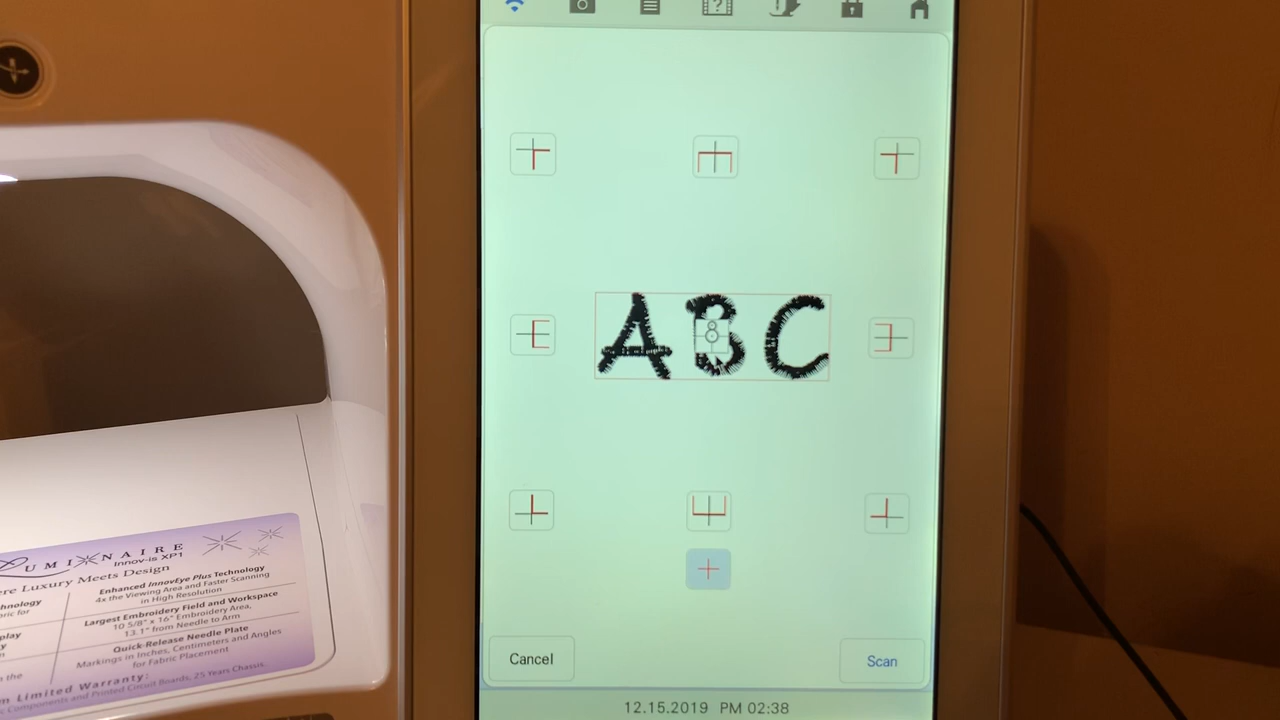 ABC
8
Cancel
Scan
12.15.2019 PM 02:38
LUMINAIRE
Innov-is XP1
Luxury Meets Design
Enhanced InnovEye Plus Technology
4x the Viewing Area and Faster Scanning
in High Resolution
Largest Embroidery Field and Workspace
10 5/8" x 16" Embroidery Area,
13.1" from Needle to Arm
Quick-Release Needle Plate
Markings in Inches, Centimeters and Angles
for Fabric Placement
Limited Warranty:
Components and Printed Circuit Boards, 25 Years Chassis